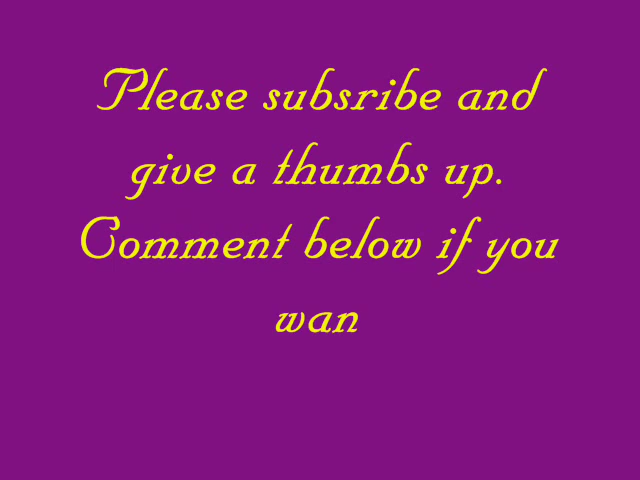 Please subsribe and
give a thumbs up.
Comment below if you
wan